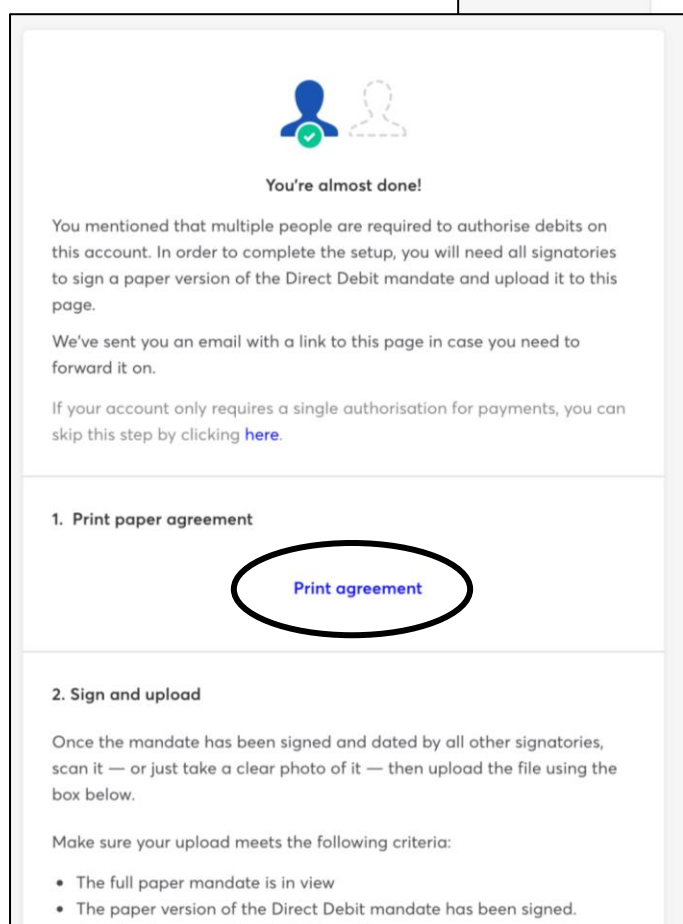 You're almost done!
You mentioned that multiple people are required to authorise debits on
this account. In order to complete the setup, you will need all signatories
to sign a paper version of the Direct Debit mandate and upload it to this
page.
We've sent you an email with a link to this page in case you need to
forward it on.
If your account only requires a single authorisation for payments, you can
skip this step by clicking here.
1. Print paper agreement
Print agreement
2. Sign and upload
Once the mandate has been signed and dated by all other signatories,
scan it — or just take a clear photo of it — then upload the file using the
box below.
Make sure your upload meets the following criteria:
• The full paper mandate is in view
• The paper version of the Direct Debit mandate has been signed.